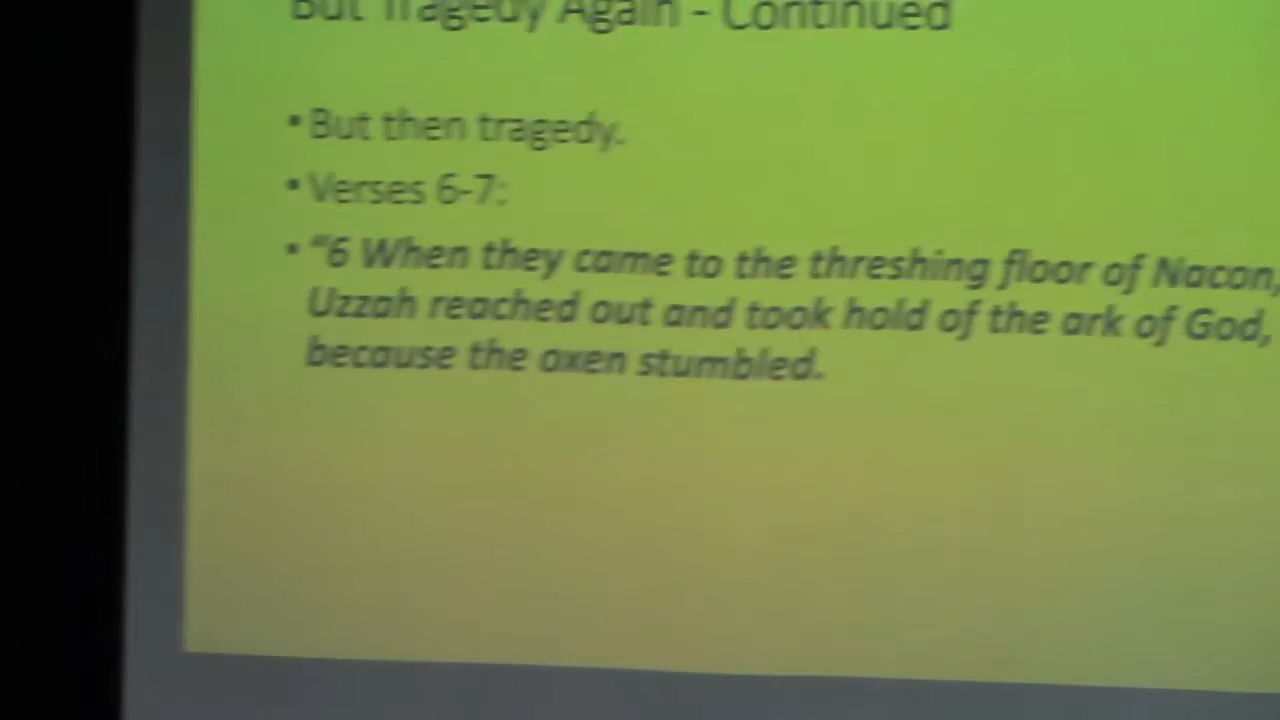 But Tragedy Again - Continued
• But then tragedy.
• Verses 6-7:
• "6 When they came to the threshing floor of Nacon,
Uzzah reached out and took hold of the ark of God,
because the oxen stumbled.